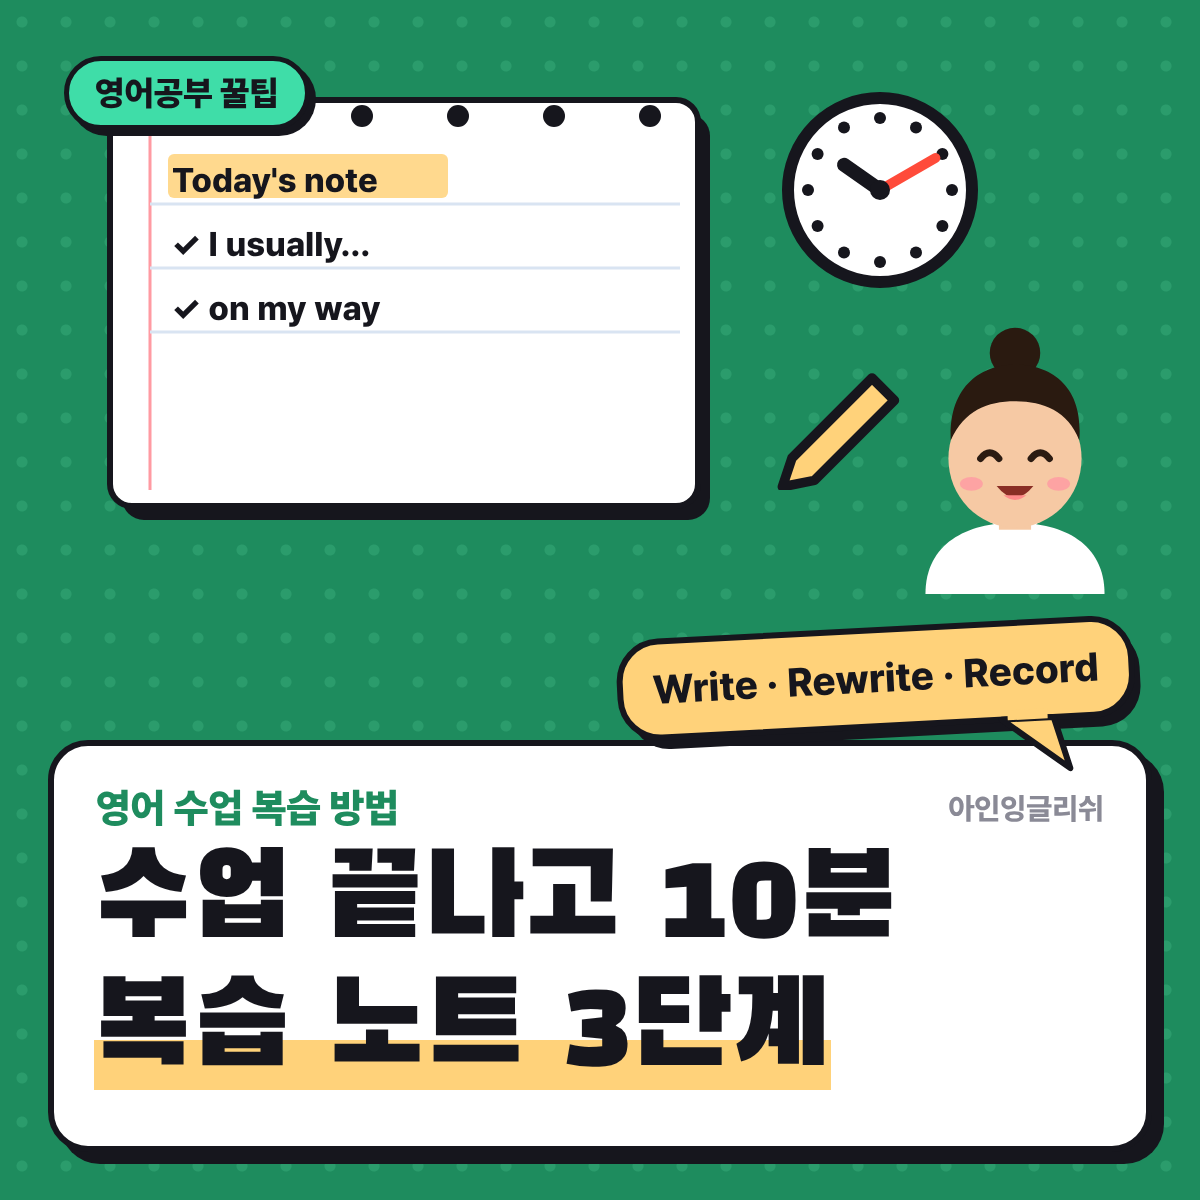 영어공부 꿀팁
Today's note
✓ I usually...
✓ on my way
Write · Rewrite · Record
영어 수업 복습 방법
아인잉글리쉬
수업 끝나고 10분
복습 노트 3단계